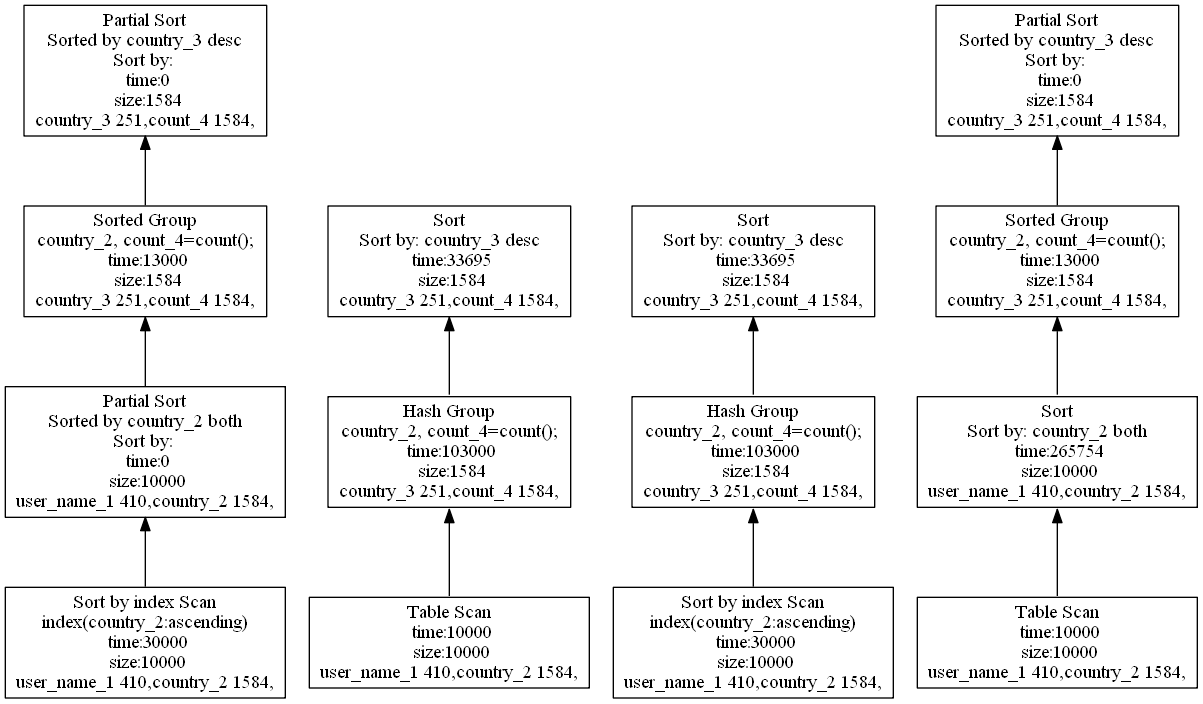 Partial Sort
Sorted by country_3 desc
Sort by:
time:0
size:1584
country_3 251,count_4 1584,
Sorted Group
country_2, count_4=count();
time:13000
size:1584
country_3 251,count_4 1584,
Partial Sort
Sorted by country_2 both
Sort by:
time:0
size:10000
user_name_1 410,country_2 1584,
Sort by index Scan
index(country_2:ascending)
time:30000
size:10000
user_name_1 410,country_2 1584,
Sort
Sort by: country_3 desc
time:33695
size:1584
country_3 251,count_4 1584,
Hash Group
country_2, count_4=count();
time:103000
size:1584
country_3 251,count_4 1584,
Table Scan
time:10000
size:10000
user_name_1 410,country_2 1584,
Sort
Sort by: country_3 desc
time:33695
size:1584
country_3 251,count_4 1584,
Hash Group
country_2, count_4=count();
time:103000
size:1584
country_3 251,count_4 1584,
Sort by index Scan
index(country_2:ascending)
time:30000
size:10000
user_name_1 410,country_2 1584,
Partial Sort
Sorted by country_3 desc
Sort by:
time:0
size:1584
country_3 251,count_4 1584,
Sorted Group
country_2, count_4=count();
time:13000
size:1584
country_3 251,count_4 1584,
Sort
Sort by: country_2 both
time:265754
size:10000
user_name_1 410,country_2 1584,
Table Scan
time:10000
size:10000
user_name_1 410,country_2 1584,